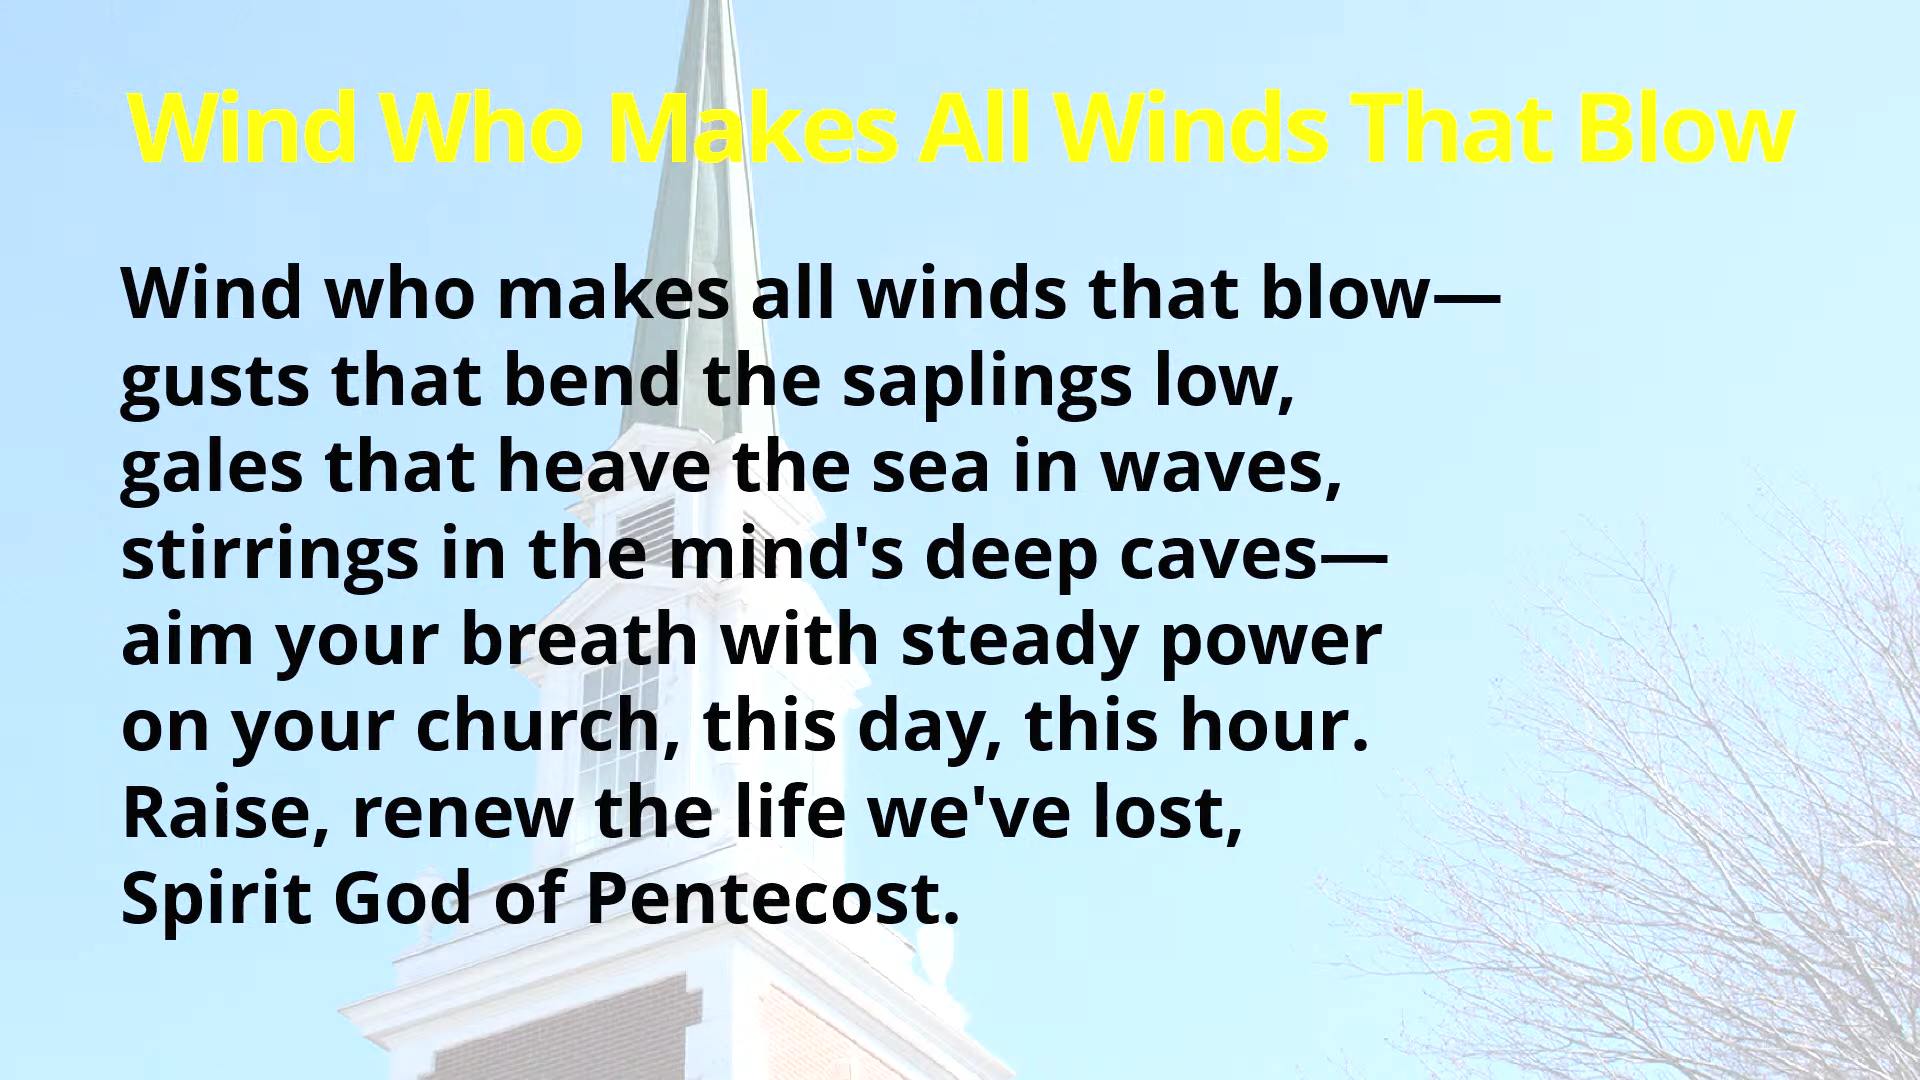 Wind Who Makes All Winds That Blow
Wind who makes all winds that blow—
gusts that bend the saplings low,
gales that heave the sea in waves,
stirrings in the mind's deep caves—
aim your breath with steady power
on your church, this day, this hour.
Raise, renew the life we've lost,
Spirit God of Pentecost.